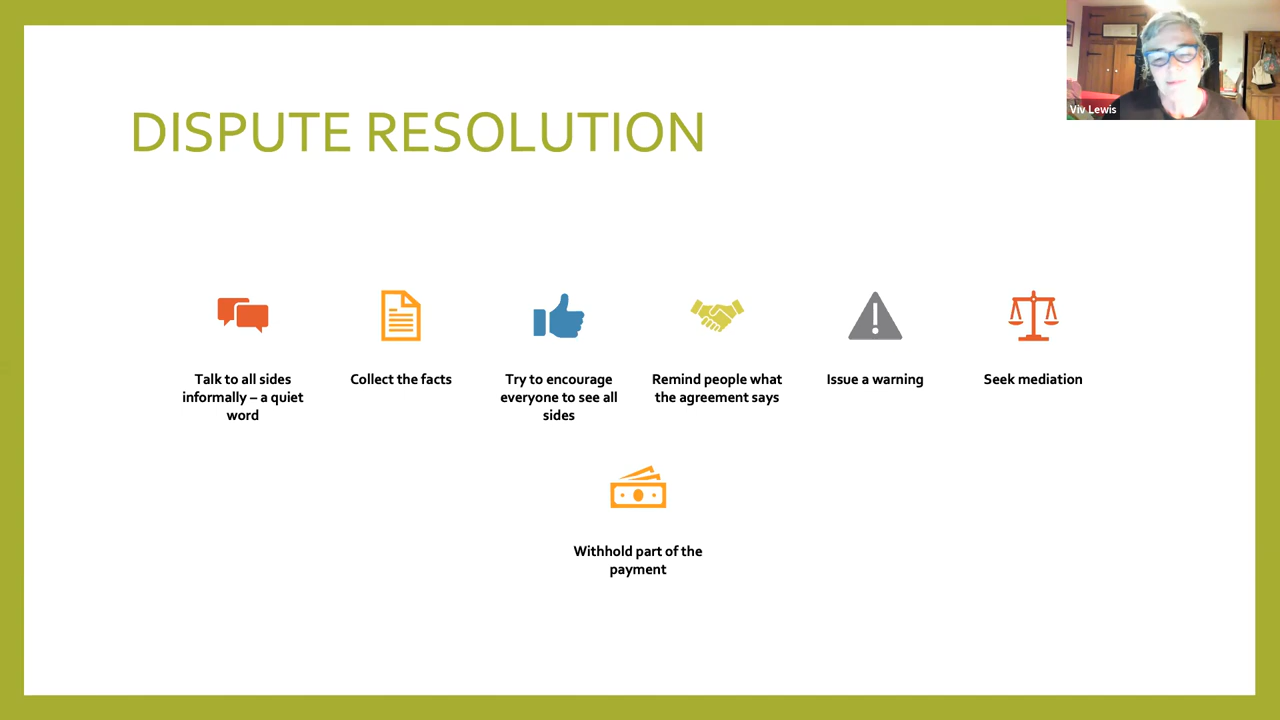 Viv Lewis
DISPUTE RESOLUTION
Talk to all sides
informally – a quiet
word
Collect the facts
Try to encourage
everyone to see all
sides
Remind people what
the agreement says
Issue a warning
Seek mediation
Withhold part of the
payment